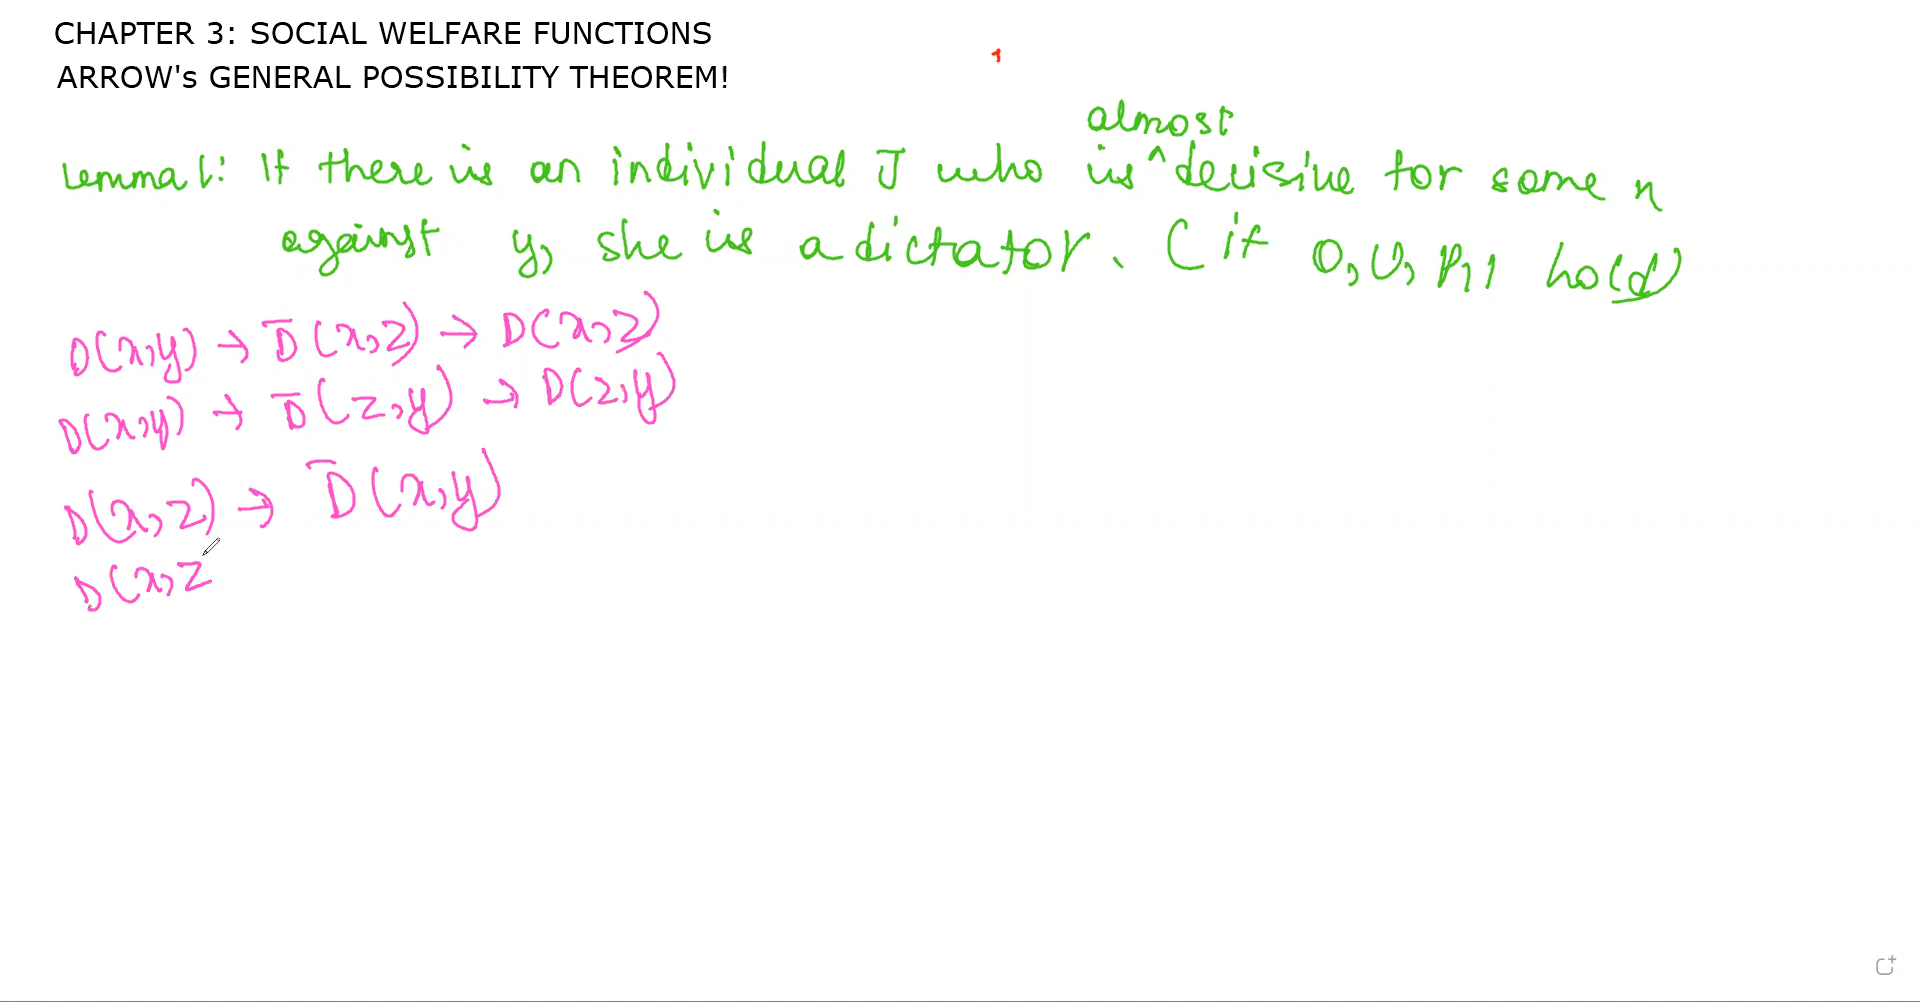 CHAPTER 3: SOCIAL WELFARE FUNCTIONS
ARROW's GENERAL POSSIBILITY THEOREM!
almost
Lemma 1: If there is an individual J who is ^ decisive for some x
against y, she is a dictator. (if O, U, P, I hold)
D(x,y) → D̅(x,z) → D(x,z)
D(x,y) → D̅(z,y) → D(z,y)
D(x,z) → D̅(x,y)
D(x,z